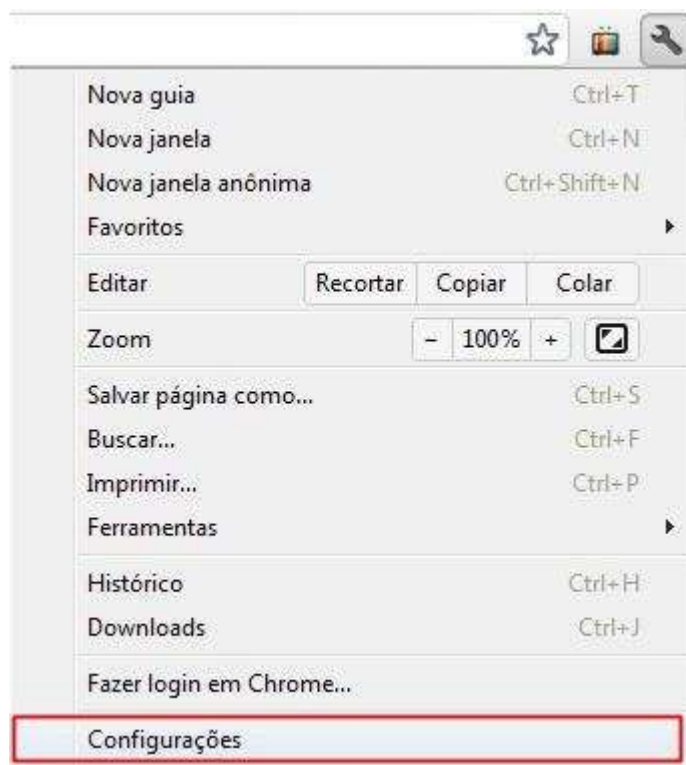 Nova guia Ctrl+T
Nova janela Ctrl+N
Nova janela anônima Ctrl+Shift+N
Favoritos
Editar Recortar Copiar Colar
Zoom - 100% +
Salvar página como... Ctrl+S
Buscar... Ctrl+F
Imprimir... Ctrl+P
Ferramentas
Histórico Ctrl+H
Downloads Ctrl+J
Fazer login em Chrome...
Configurações